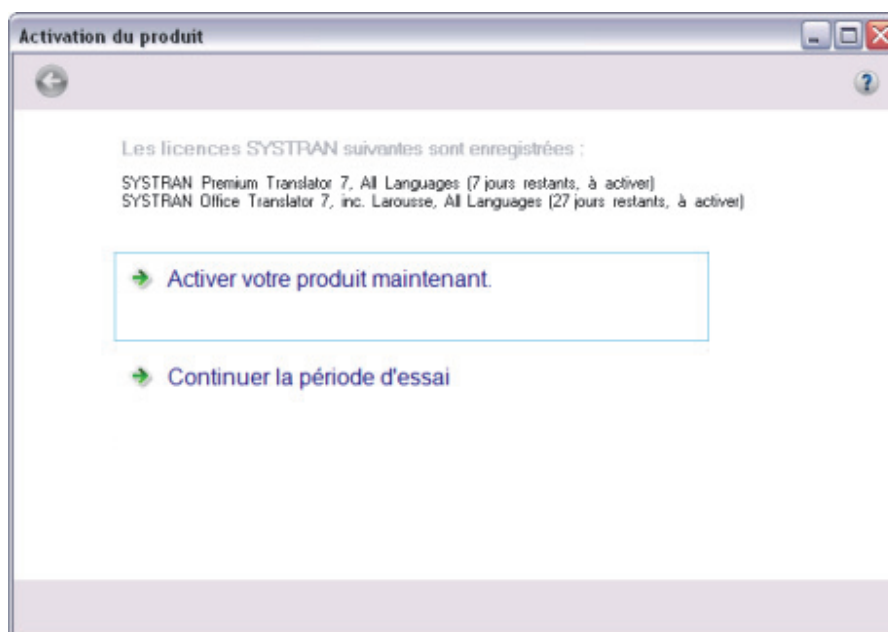 Activation du produit
Les licences SYSTRAN suivantes sont enregistrées :
SYSTRAN Premium Translator 7, All Languages (7 jours restants, à activer)
SYSTRAN Office Translator 7, inc. Larousse, All Languages (27 jours restants, à activer)
Activer votre produit maintenant.
Continuer la période d'essai